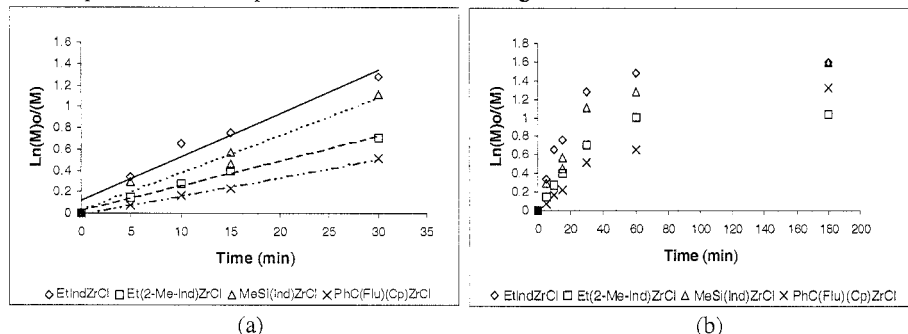 Ln(M)o/(M)
1.6
1.4
1.2
1
0.8
0.6
0.4
0.2
0
0 5 10 15 20 25 30 35
Time (min)
EtIndZrCl Et(2-Me-Ind)ZrCl MeSi(Ind)ZrCl PhC(Flu)(Cp)ZrCl
(a)
Ln(M)o/(M)
1.8
1.6
1.4
1.2
1
0.8
0.6
0.4
0.2
0
0 20 40 60 80 100 120 140 160 180 200
Time (min)
EtIndZrCl Et(2-Me-Ind)ZrCl MeSi(Ind)ZrCl PhC(Flu)(Cp)ZrCl
(b)